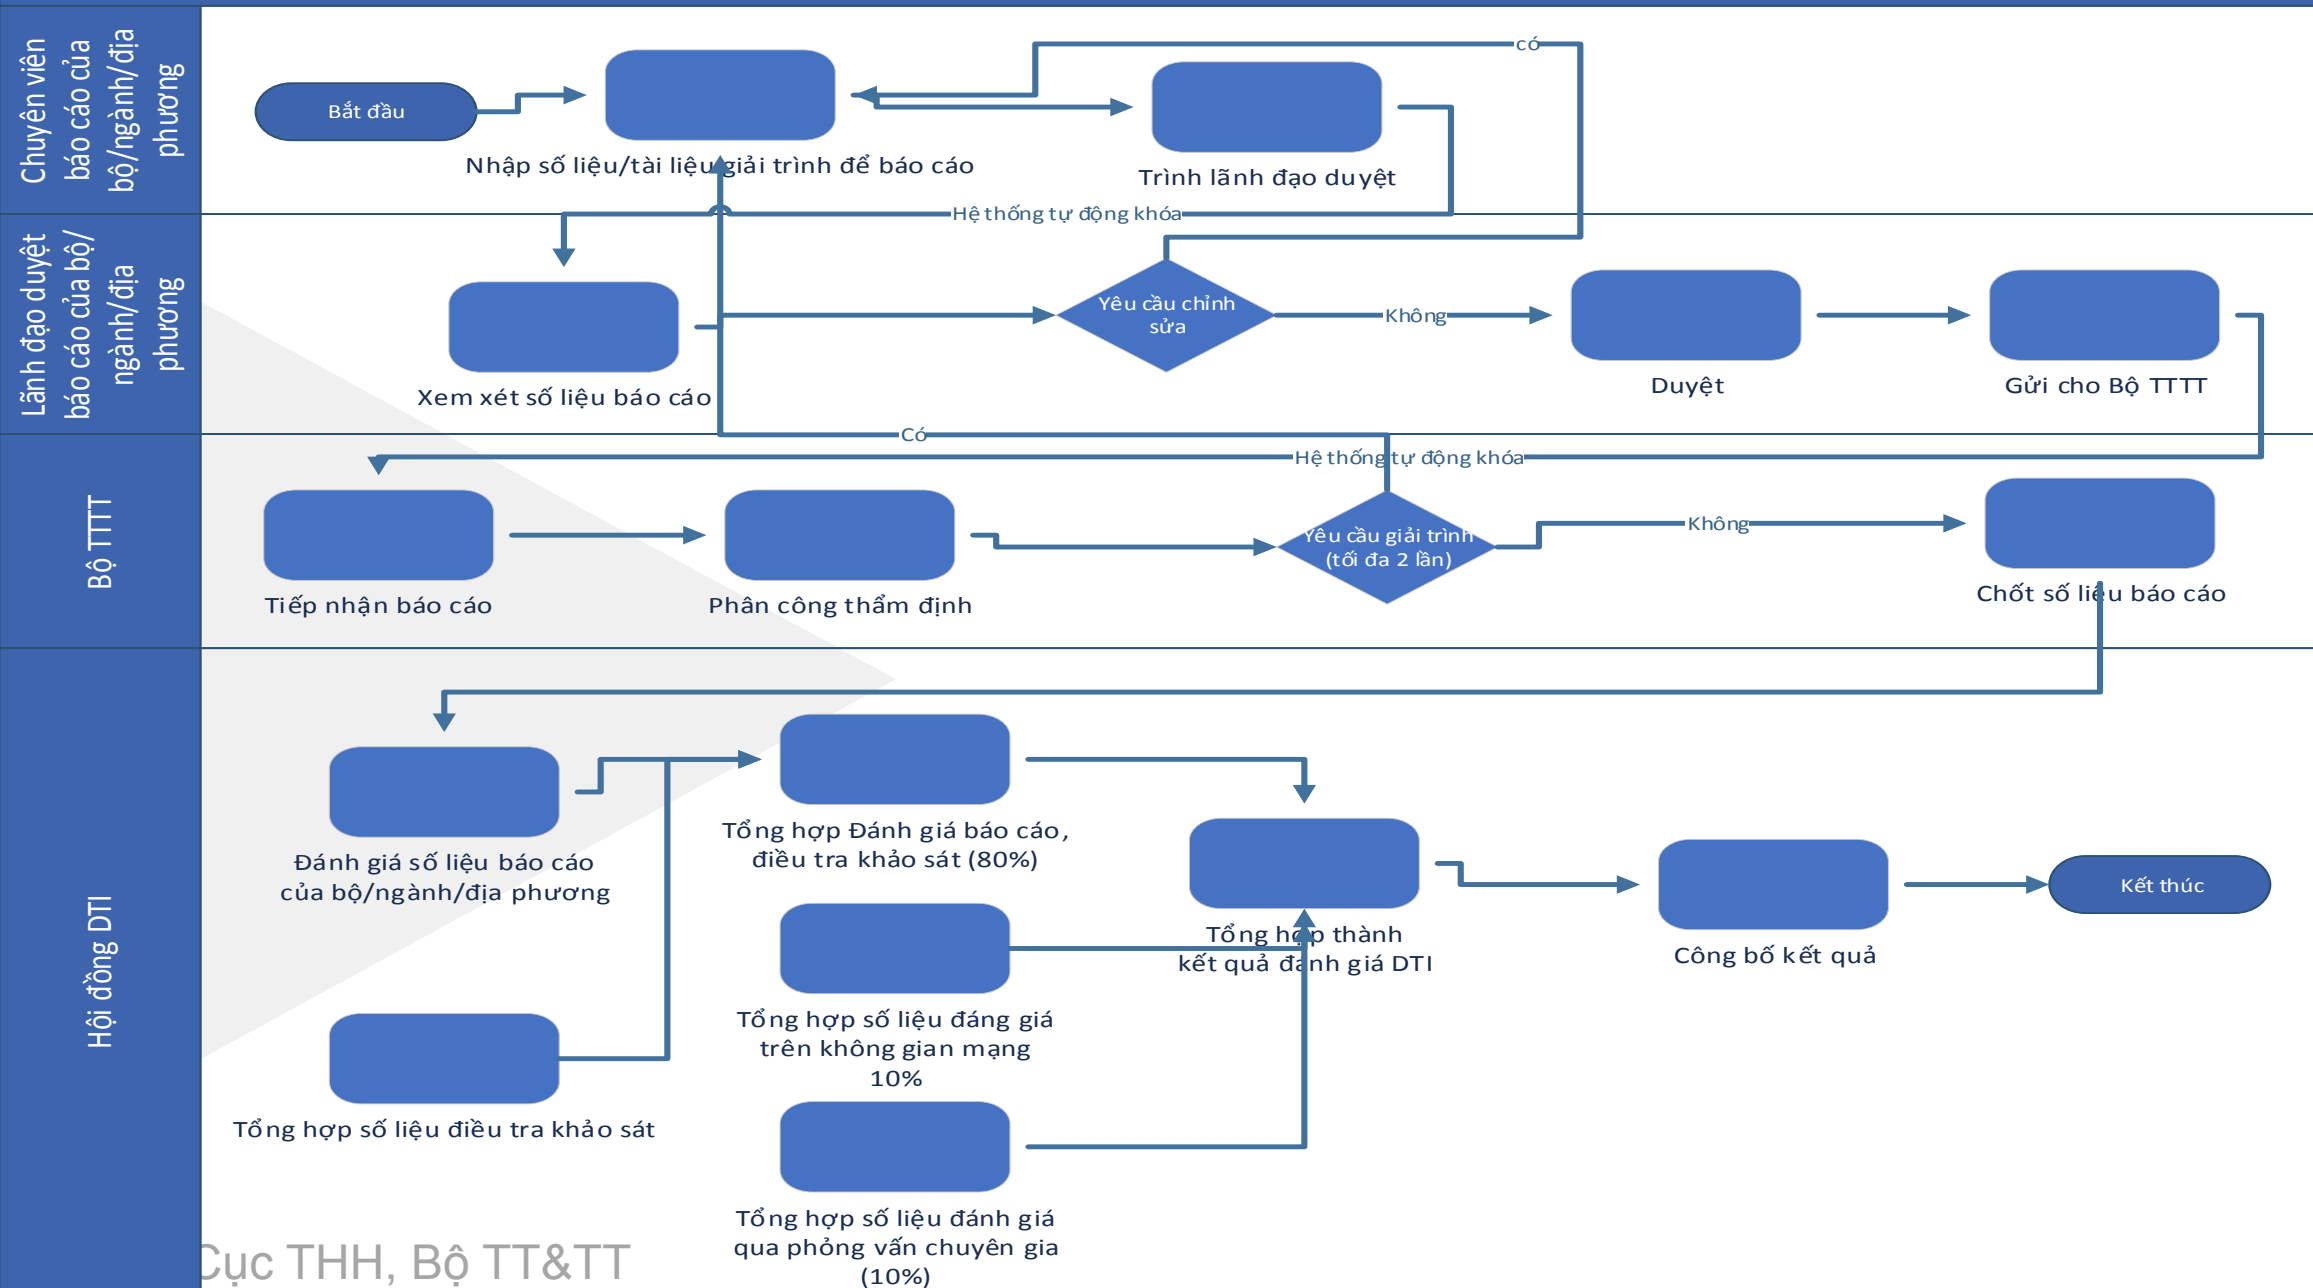 Chuyên viên
báo cáo của
bộ/ngành/địa
phương
Bắt đầu
Nhập số liệu/tài liệu giải trình để báo cáo
Trình lãnh đạo duyệt
có
Hệ thống tự động khóa
Lãnh đạo duyệt
báo cáo của bộ/
ngành/địa
phương
Xem xét số liệu báo cáo
Yêu cầu chỉnh
sửa
Không
Duyệt
Gửi cho Bộ TTTT
Có
Hệ thống tự động khóa
Bộ TTTT
Tiếp nhận báo cáo
Phân công thẩm định
Yêu cầu giải trình
(tối đa 2 lần)
Không
Chốt số liệu báo cáo
Hội đồng DTI
Đánh giá số liệu báo cáo
của bộ/ngành/địa phương
Tổng hợp số liệu điều tra khảo sát
Tổng hợp Đánh giá báo cáo,
điều tra khảo sát (80%)
Tổng hợp số liệu đáng giá
trên không gian mạng
10%
Tổng hợp số liệu đánh giá
qua phỏng vấn chuyên gia
(10%)
Tổng hợp thành
kết quả đánh giá DTI
Công bố kết quả
Kết thúc
Cục THH, Bộ TT&TT